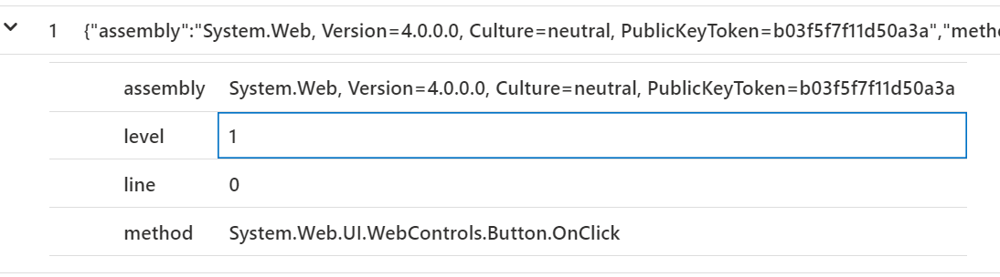 1 {"assembly":"System.Web, Version=4.0.0.0, Culture=neutral, PublicKeyToken=b03f5f7f11d50a3a","meth
assembly System.Web, Version=4.0.0.0, Culture=neutral, PublicKeyToken=b03f5f7f11d50a3a
level 1
line 0
method System.Web.UI.WebControls.Button.OnClick